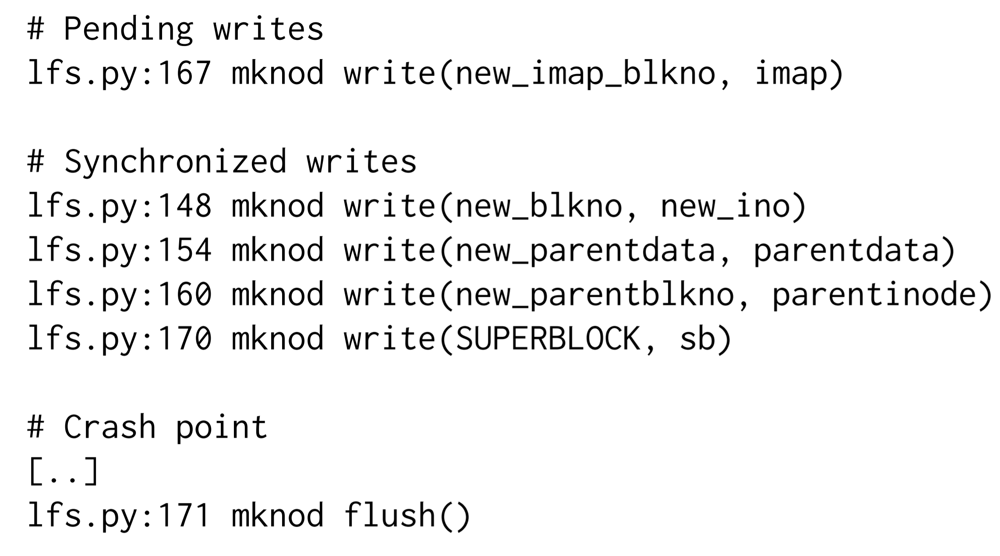 # Pending writes
lfs.py:167 mknod write(new_imap_blkno, imap)
# Synchronized writes
lfs.py:148 mknod write(new_blkno, new_ino)
lfs.py:154 mknod write(new_parentdata, parentdata)
lfs.py:160 mknod write(new_parentblkno, parentinode)
lfs.py:170 mknod write(SUPERBLOCK, sb)
# Crash point
[..]
lfs.py:171 mknod flush()